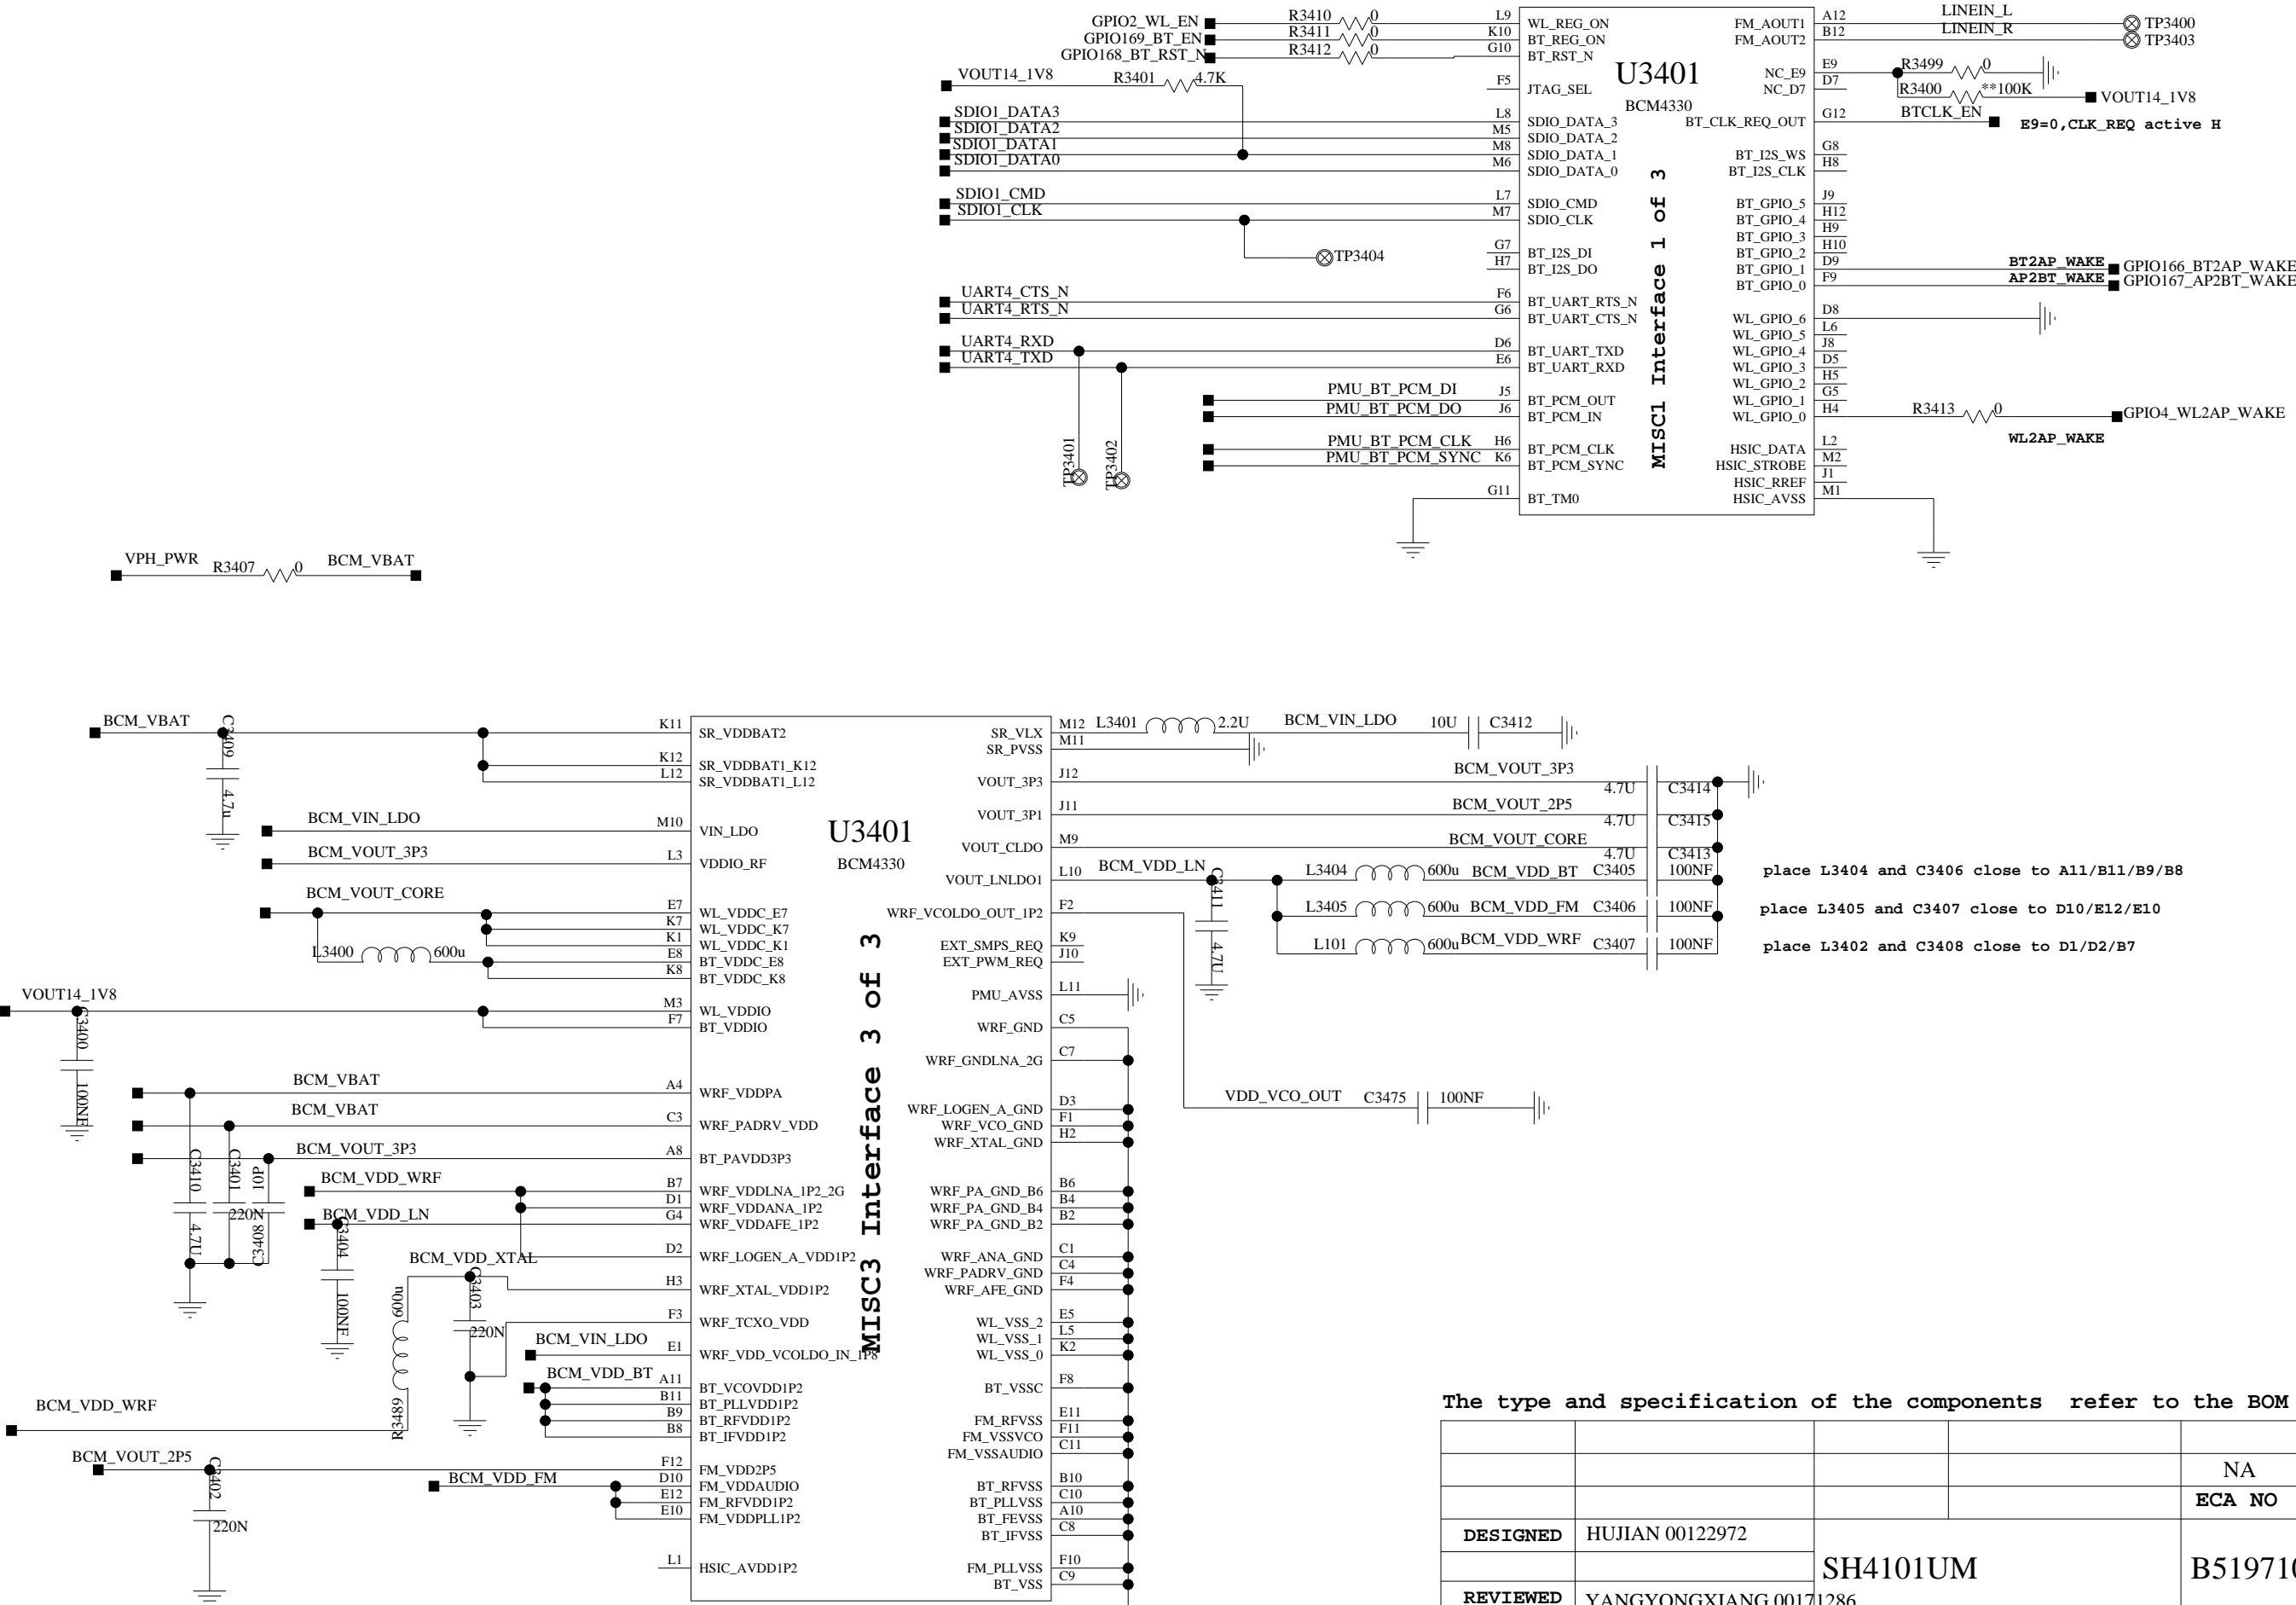 GPIO2_WL_EN R3410 0 L9 WL_REG_ON FM_AOUT1 A12 LINEIN_L TP3400
GPIO169_BT_EN R3411 0 K10 BT_REG_ON FM_AOUT2 B12 LINEIN_R TP3403
GPIO168_BT_RST_N R3412 0 G10 BT_RST_N
U3401
BCM4330
MISC1 Interface 1 of 3
VOUT14_1V8 R3401 4.7K F5 JTAG_SEL
NC_E9 E9 R3499 0
NC_D7 D7 R3400 **100K VOUT14_1V8
SDIO1_DATA3 L8 SDIO_DATA_3 BT_CLK_REQ_OUT G12 BTCLK_EN E9=0,CLK_REQ active H
SDIO1_DATA2 M5 SDIO_DATA_2
SDIO1_DATA1 M8 SDIO_DATA_1 BT_I2S_WS G8
SDIO1_DATA0 M6 SDIO_DATA_0 BT_I2S_CLK H8
SDIO1_CMD L7 SDIO_CMD BT_GPIO_5 J9
SDIO1_CLK M7 SDIO_CLK BT_GPIO_4 H12
BT_GPIO_3 H9
TP3404 G7 BT_I2S_DI BT_GPIO_2 H10
H7 BT_I2S_DO BT_GPIO_1 D9 BT2AP_WAKE GPIO166_BT2AP_WAKE
BT_GPIO_0 F9 AP2BT_WAKE GPIO167_AP2BT_WAKE
UART4_CTS_N F6 BT_UART_RTS_N
UART4_RTS_N G6 BT_UART_CTS_N WL_GPIO_6 D8
WL_GPIO_5 L6
UART4_RXD D6 BT_UART_TXD WL_GPIO_4 J8
UART4_TXD E6 BT_UART_RXD WL_GPIO_3 D5
WL_GPIO_2 H5
PMU_BT_PCM_DI J5 BT_PCM_OUT WL_GPIO_1 G5
PMU_BT_PCM_DO J6 BT_PCM_IN WL_GPIO_0 H4 R3413 0 GPIO4_WL2AP_WAKE
WL2AP_WAKE
TP3401 TP3402
PMU_BT_PCM_CLK H6 BT_PCM_CLK HSIC_DATA L2
PMU_BT_PCM_SYNC K6 BT_PCM_SYNC HSIC_STROBE M2
HSIC_RREF J1
G11 BT_TM0 HSIC_AVSS M1
VPH_PWR R3407 0 BCM_VBAT
BCM_VBAT C3409 4.7u K11 SR_VDDBAT2
K12 SR_VDDBAT1_K12
L12 SR_VDDBAT1_L12
BCM_VIN_LDO M10 VIN_LDO
BCM_VOUT_3P3 L3 VDDIO_RF
BCM_VOUT_CORE E7 WL_VDDC_E7
K7 WL_VDDC_K7
K1 WL_VDDC_K1
L3400 600u E8 BT_VDDC_E8
K8 BT_VDDC_K8
VOUT14_1V8 C3400 100NF M3 WL_VDDIO
F7 BT_VDDIO
BCM_VBAT A4 WRF_VDDPA
BCM_VBAT C3 WRF_PADRV_VDD
BCM_VOUT_3P3 A8 BT_PAVDD3P3
C3410 4.7U C3401 220N 10P C3408
BCM_VDD_WRF B7 WRF_VDDLNA_1P2_2G
D1 WRF_VDDANA_1P2
BCM_VDD_LN G4 WRF_VDDAFE_1P2
C3404 100NF
D2 WRF_LOGEN_A_VDD1P2
BCM_VDD_XTAL H3 WRF_XTAL_VDD1P2
C3403 220N
600u R3489
F3 WRF_TCXO_VDD
BCM_VIN_LDO E1 WRF_VDD_VCOLDO_IN_1P8
BCM_VDD_BT A11 BT_VCOVDD1P2
B11 BT_PLLVDD1P2
B9 BT_RFVDD1P2
B8 BT_IFVDD1P2
BCM_VDD_WRF
BCM_VOUT_2P5 C3402 220N F12 FM_VDD2P5
BCM_VDD_FM D10 FM_VDDAUDIO
E12 FM_RFVDD1P2
E10 FM_VDDPLL1P2
L1 HSIC_AVDD1P2
U3401
BCM4330
MISC3 Interface 3 of 3
SR_VLX M12 L3401 2.2U BCM_VIN_LDO 10U C3412
SR_PVSS M11
VOUT_3P3 J12 BCM_VOUT_3P3 4.7U C3414
VOUT_3P1 J11 BCM_VOUT_2P5 4.7U C3415
VOUT_CLDO M9 BCM_VOUT_CORE 4.7U C3413
VOUT_LNLDO1 L10 BCM_VDD_LN C3411 4.7U L3404 600u BCM_VDD_BT C3405 100NF place L3404 and C3406 close to A11/B11/B9/B8
WRF_VCOLDO_OUT_1P2 F2 L3405 600u BCM_VDD_FM C3406 100NF place L3405 and C3407 close to D10/E12/E10
EXT_SMPS_REQ K9 L101 600u BCM_VDD_WRF C3407 100NF place L3402 and C3408 close to D1/D2/B7
EXT_PWM_REQ J10
PMU_AVSS L11
WRF_GND C5
WRF_GNDLNA_2G C7
VDD_VCO_OUT C3475 100NF
WRF_LOGEN_A_GND D3
WRF_VCO_GND F1
WRF_XTAL_GND H2
WRF_PA_GND_B6 B6
WRF_PA_GND_B4 B4
WRF_PA_GND_B2 B2
WRF_ANA_GND C1
WRF_PADRV_GND C4
WRF_AFE_GND F4
WL_VSS_2 E5
WL_VSS_1 L5
WL_VSS_0 K2
BT_VSSC F8
FM_RFVSS E11
FM_VSSVCO F11
FM_VSSAUDIO C11
BT_RFVSS B10
BT_PLLVSS C10
BT_FEVSS A10
BT_IFVSS C8
FM_PLLVSS F10
BT_VSS C9
The type and specification of the components refer to the BOM
NA
ECA NO
DESIGNED HUJIAN 00122972
SH4101UM B519710
REVIEWED YANGYONGXIANG 00171286